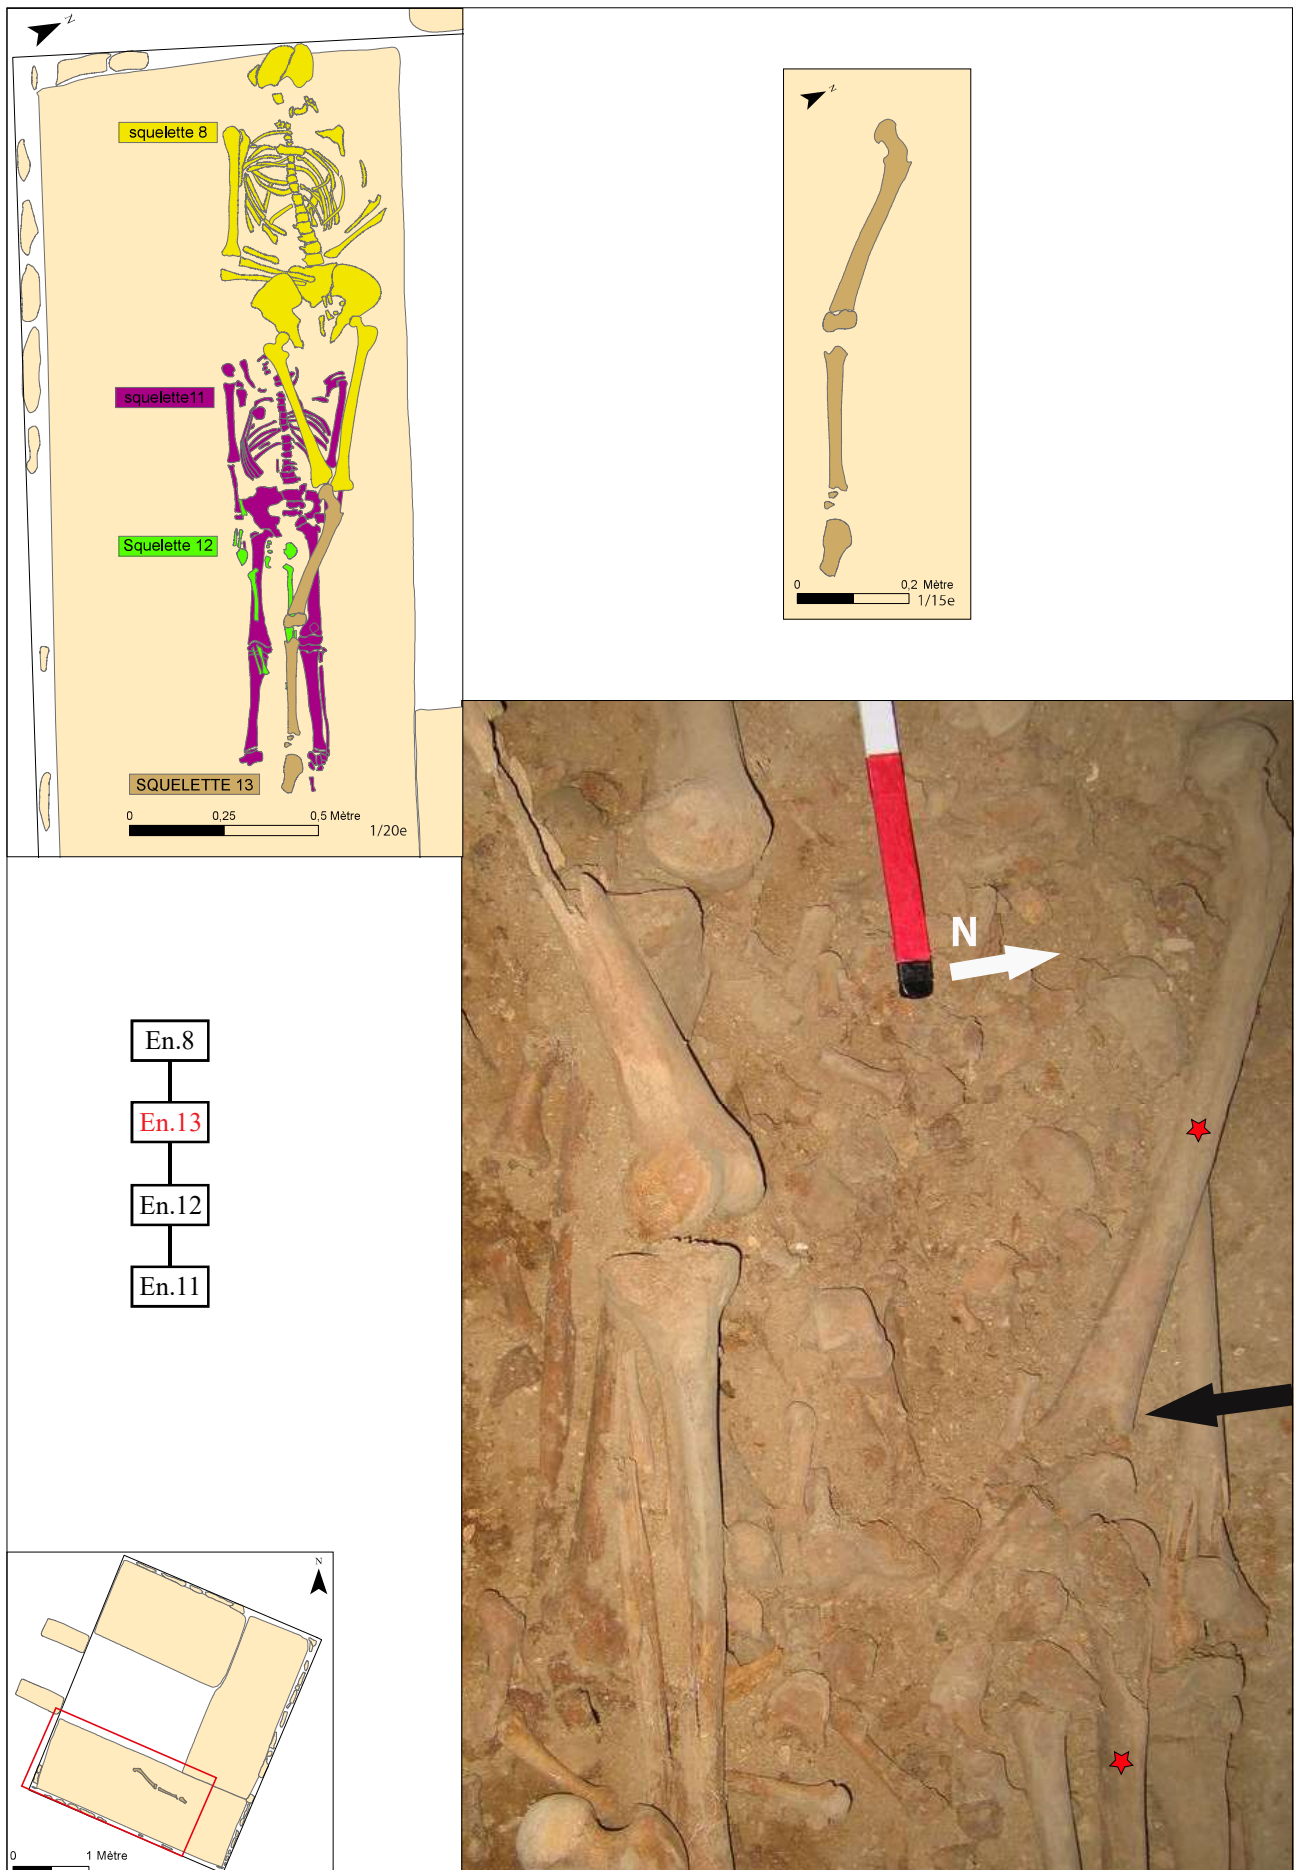 N
squelette 8
squelette11
Squelette 12
SQUELETTE 13
0 0,25 0,5 Mètre
1/20e
N
0 0,2 Mètre
1/15e
N
En.8
En.13
En.12
En.11
N
0 1 Mètre